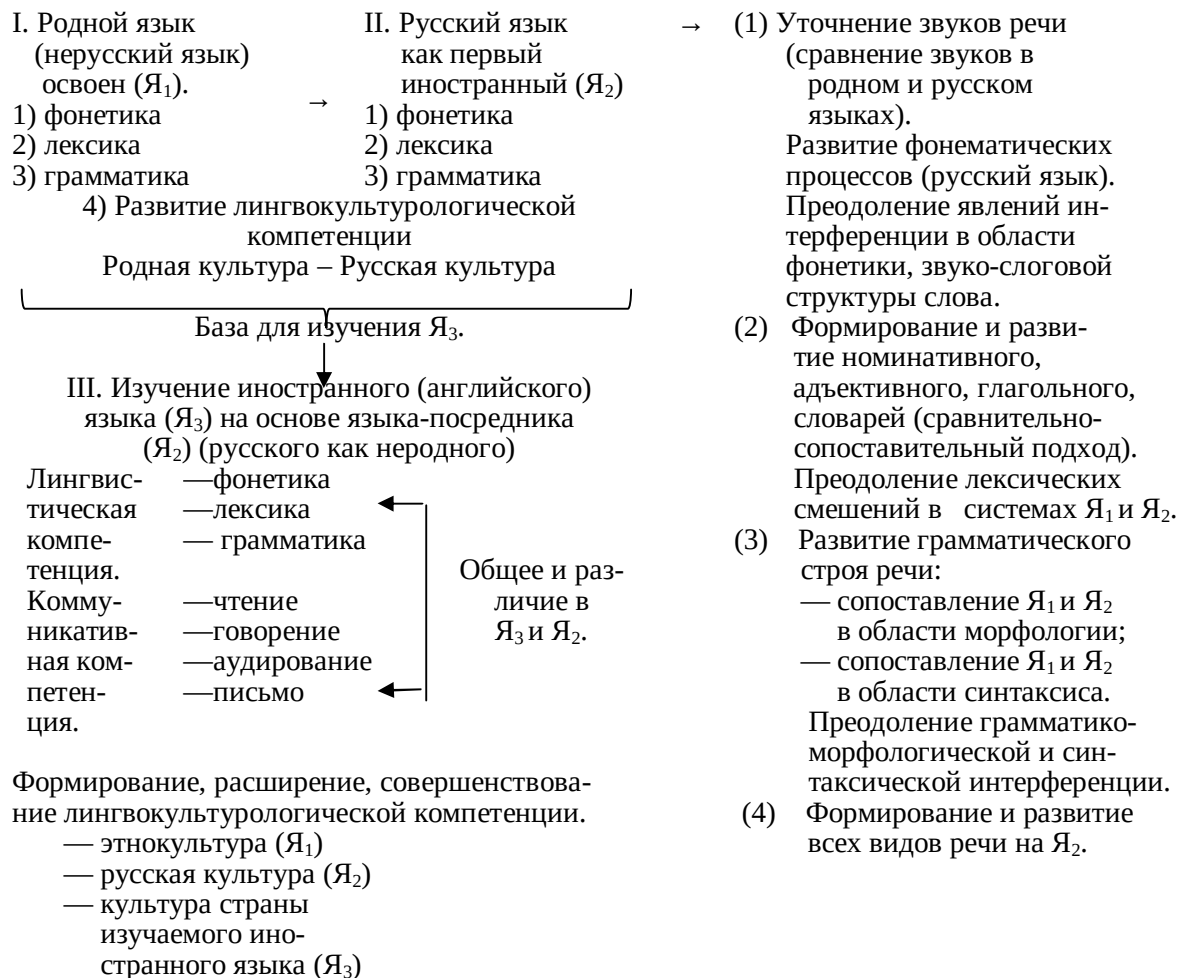 I. Родной язык
(нерусский язык)
освоен (Я₁).
→
1) фонетика
2) лексика
3) грамматика
II. Русский язык
как первый
иностранный (Я₂)
1) фонетика
2) лексика
3) грамматика
4) Развитие лингвокультурологической
компетенции
Родная культура – Русская культура
База для изучения Я₃.
III. Изучение иностранного (английского)
языка (Я₃) на основе языка-посредника
(Я₂) (русского как неродного)
Лингвис-
тическая
компе-
тенция.
—фонетика
—лексика
— грамматика
Комму-
никатив-
ная ком-
петен-
ция.
—чтение
—говорение
—аудирование
—письмо
Общее и раз-
личие в
Я₃ и Я₂.
Формирование, расширение, совершенствова-
ние лингвокультурологической компетенции.
— этнокультура (Я₁)
— русская культура (Я₂)
— культура страны
изучаемого ино-
странного языка (Я₃)
→
(1) Уточнение звуков речи
(сравнение звуков в
родном и русском
языках).
Развитие фонематических
процессов (русский язык).
Преодоление явлений ин-
терференции в области
фонетики, звуко-слоговой
структуры слова.
(2) Формирование и разви-
тие номинативного,
адъективного, глагольного,
словарей (сравнительно-
сопоставительный подход).
Преодоление лексических
смешений в системах Я₁ и Я₂.
(3) Развитие грамматического
строя речи:
— сопоставление Я₁ и Я₂
в области морфологии;
— сопоставление Я₁ и Я₂
в области синтаксиса.
Преодоление грамматико-
морфологической и син-
таксической интерференции.
(4) Формирование и развитие
всех видов речи на Я₂.